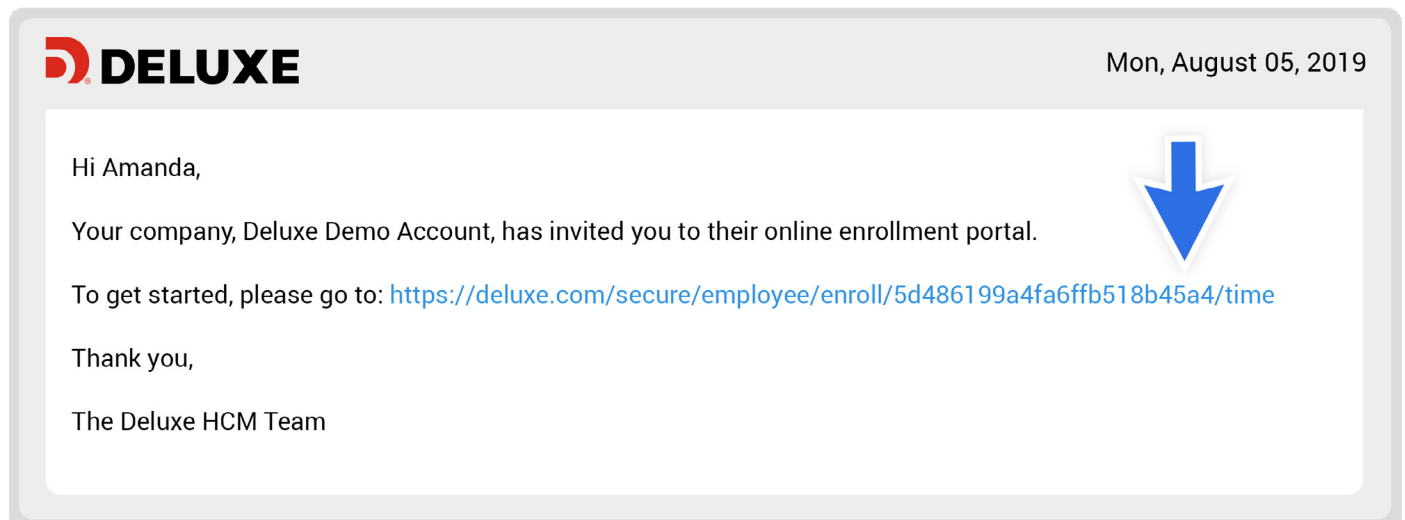 DELUXE
Mon, August 05, 2019
Hi Amanda,
Your company, Deluxe Demo Account, has invited you to their online enrollment portal.
To get started, please go to: https://deluxe.com/secure/employee/enroll/5d486199a4fa6ffb518b45a4/time
Thank you,
The Deluxe HCM Team